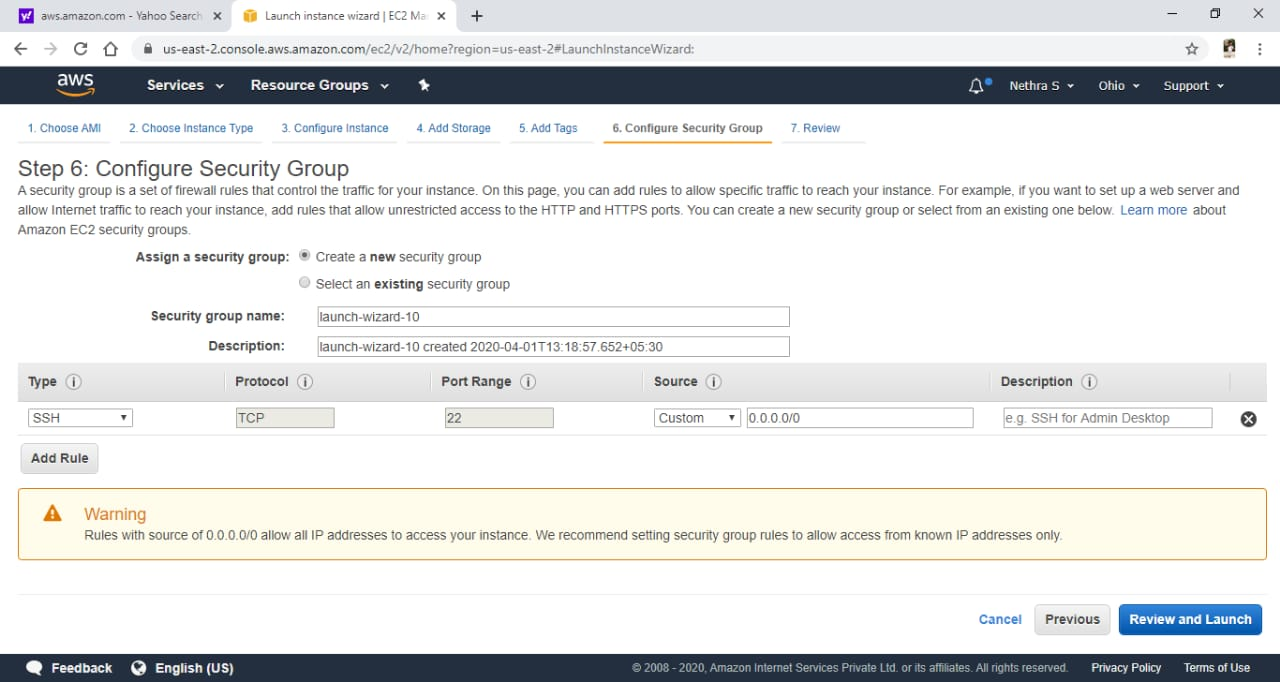 aws.amazon.com - Yahoo Search
Launch instance wizard | EC2 Ma
us-east-2.console.aws.amazon.com/ec2/v2/home?region=us-east-2#LaunchInstanceWizard:
aws Services Resource Groups Nethra S Ohio Support
1. Choose AMI 2. Choose Instance Type 3. Configure Instance 4. Add Storage 5. Add Tags 6. Configure Security Group 7. Review
Step 6: Configure Security Group
A security group is a set of firewall rules that control the traffic for your instance. On this page, you can add rules to allow specific traffic to reach your instance. For example, if you want to set up a web server and
allow Internet traffic to reach your instance, add rules that allow unrestricted access to the HTTP and HTTPS ports. You can create a new security group or select from an existing one below. Learn more about
Amazon EC2 security groups.
Assign a security group: Create a new security group
Select an existing security group
Security group name: launch-wizard-10
Description: launch-wizard-10 created 2020-04-01T13:18:57.652+05:30
Type i Protocol i Port Range i Source i Description i
SSH TCP 22 Custom 0.0.0.0/0 e.g. SSH for Admin Desktop
Add Rule
Warning
Rules with source of 0.0.0.0/0 allow all IP addresses to access your instance. We recommend setting security group rules to allow access from known IP addresses only.
Cancel Previous Review and Launch
Feedback English (US) © 2008 - 2020, Amazon Internet Services Private Ltd. or its affiliates. All rights reserved. Privacy Policy Terms of Use